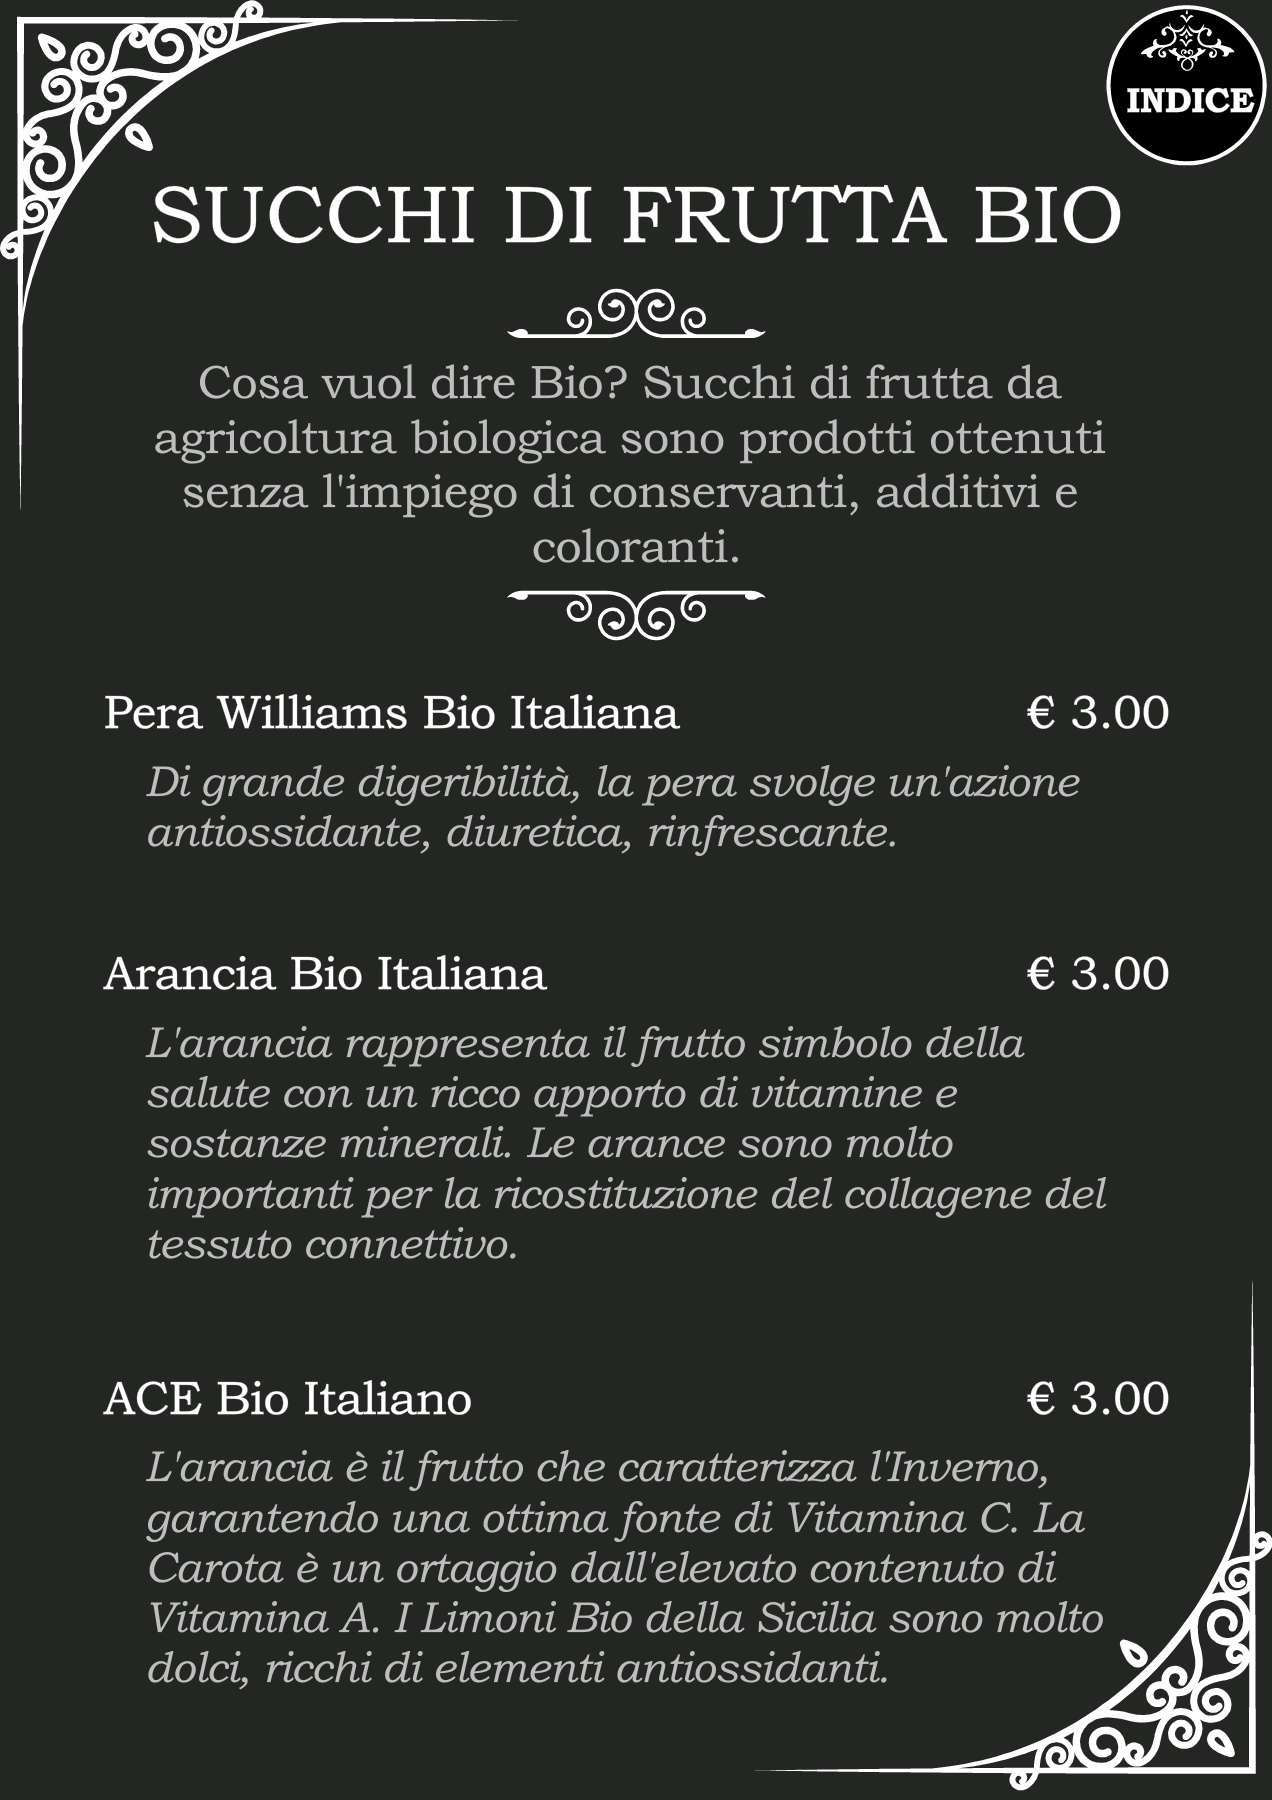 INDICE
SUCCHI DI FRUTTA BIO
Cosa vuol dire Bio? Succhi di frutta da
agricoltura biologica sono prodotti ottenuti
senza l'impiego di conservanti, additivi e
coloranti.
Pera Williams Bio Italiana € 3.00
Di grande digeribilità, la pera svolge un'azione
antiossidante, diuretica, rinfrescante.
Arancia Bio Italiana € 3.00
L'arancia rappresenta il frutto simbolo della
salute con un ricco apporto di vitamine e
sostanze minerali. Le arance sono molto
importanti per la ricostituzione del collagene del
tessuto connettivo.
ACE Bio Italiano € 3.00
L'arancia è il frutto che caratterizza l'Inverno,
garantendo una ottima fonte di Vitamina C. La
Carota è un ortaggio dall'elevato contenuto di
Vitamina A. I Limoni Bio della Sicilia sono molto
dolci, ricchi di elementi antiossidanti.